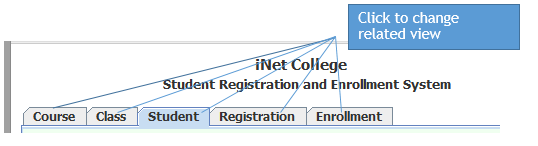 Click to change
related view
iNet College
Student Registration and Enrollment System
Course Class Student Registration Enrollment